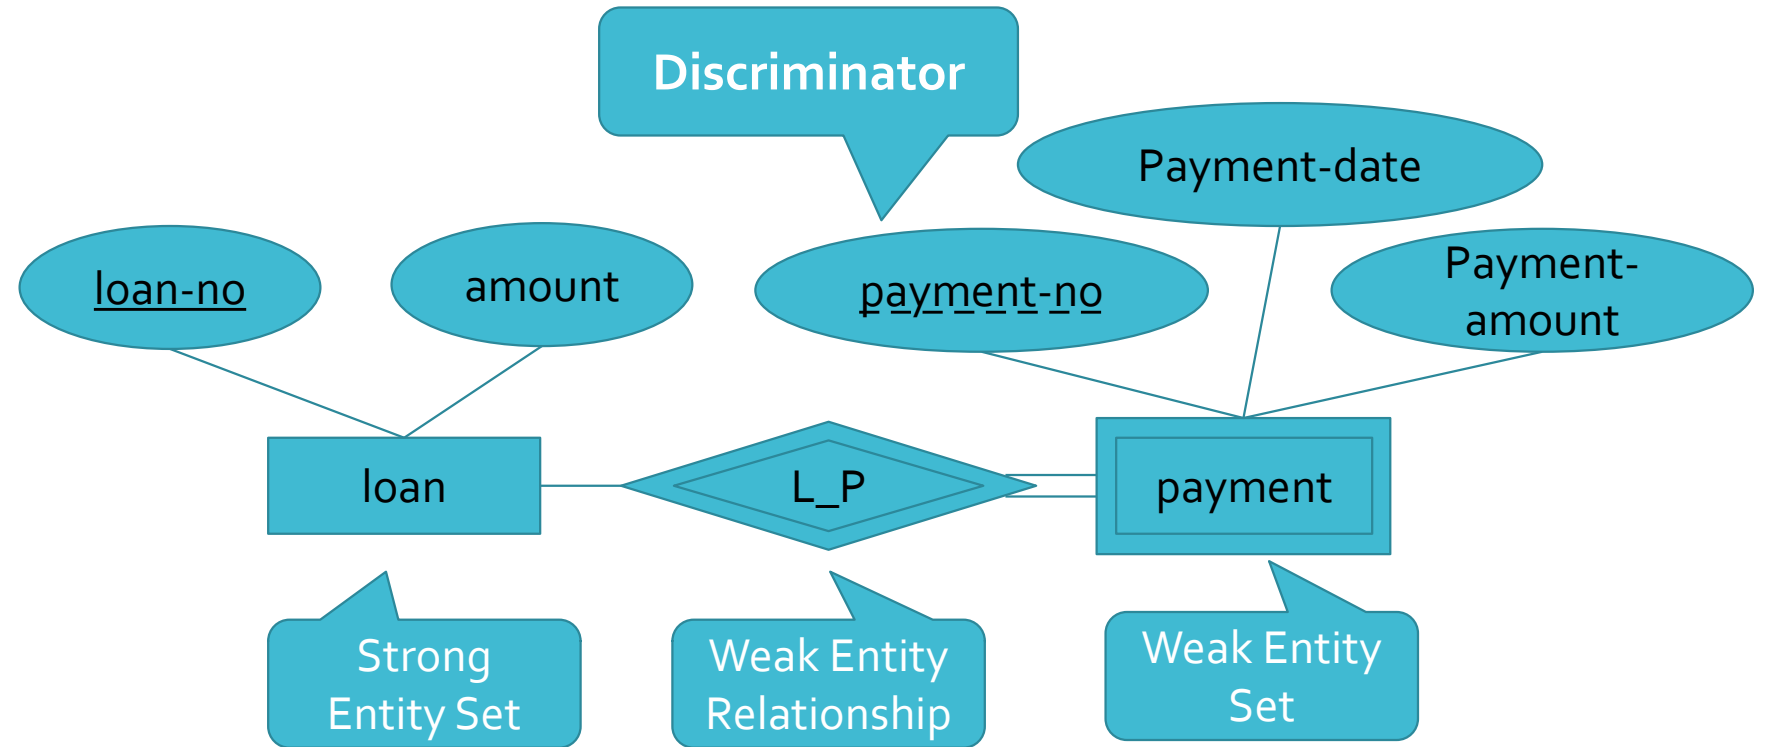 Discriminator
Payment-date
loan-no
amount
payment-no
Payment-
amount
loan
L_P
payment
Strong
Entity Set
Weak Entity
Relationship
Weak Entity
Set